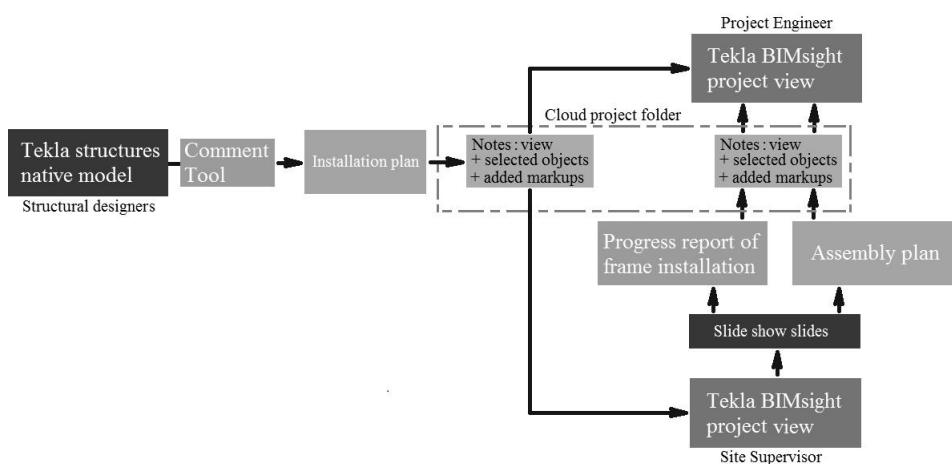 Project Engineer
Tekla BIMsight
project view
Cloud project folder
Tekla structures
native model
Structural designers
Comment
Tool
Installation plan
Notes : view
+ selected objects
+ added markups
Notes : view
+ selected objects
+ added markups
Progress report of
frame installation
Assembly plan
Slide show slides
Tekla BIMsight
project view
Site Supervisor